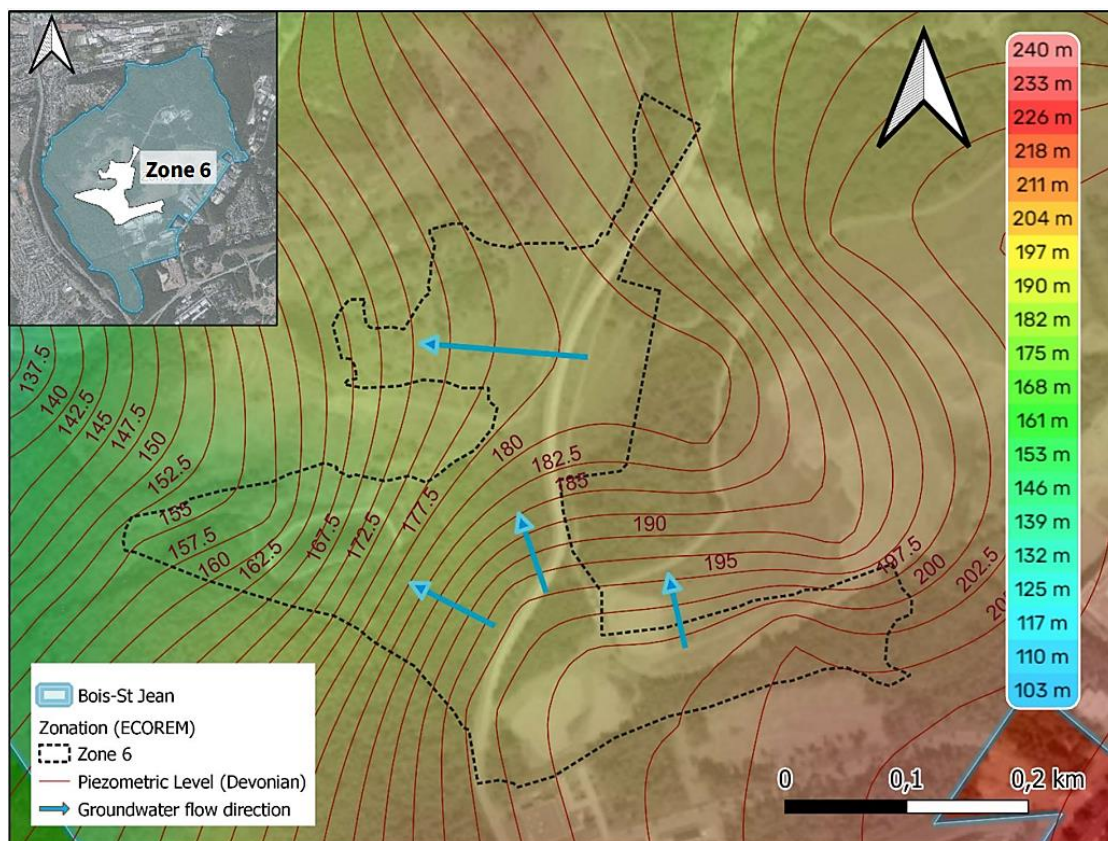 Zone 6
240 m
233 m
226 m
218 m
211 m
204 m
197 m
190 m
182 m
175 m
168 m
161 m
153 m
146 m
139 m
132 m
125 m
117 m
110 m
103 m
137.5
140
142.5
145
147.5
150
152.5
155
157.5
160
162.5
167.5
172.5
177.5
180
182.5
185
190
195
197.5
200
202.5
Bois-St Jean
Zonation (ECOREM)
Zone 6
Piezometric Level (Devonian)
Groundwater flow direction
0 0,1 0,2 km